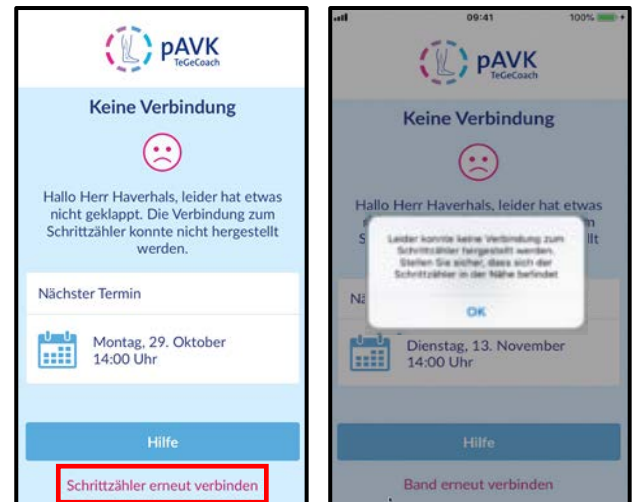 pAVK
TeGeCoach
Keine Verbindung
Hallo Herr Haverhals, leider hat etwas
nicht geklappt. Die Verbindung zum
Schrittzähler konnte nicht hergestellt
werden.
Nächster Termin
Montag, 29. Oktober
14:00 Uhr
Hilfe
Schrittzähler erneut verbinden
09:41
100%
pAVK
TeGeCoach
Keine Verbindung
Hallo Herr Haverhals, leider hat etwas
Leider konnte keine Verbindung zum
Schrittzähler hergestellt werden.
Stellen Sie sicher, dass sich der
Schrittzähler in der Nähe befindet
OK
Dienstag, 13. November
14:00 Uhr
Hilfe
Band erneut verbinden